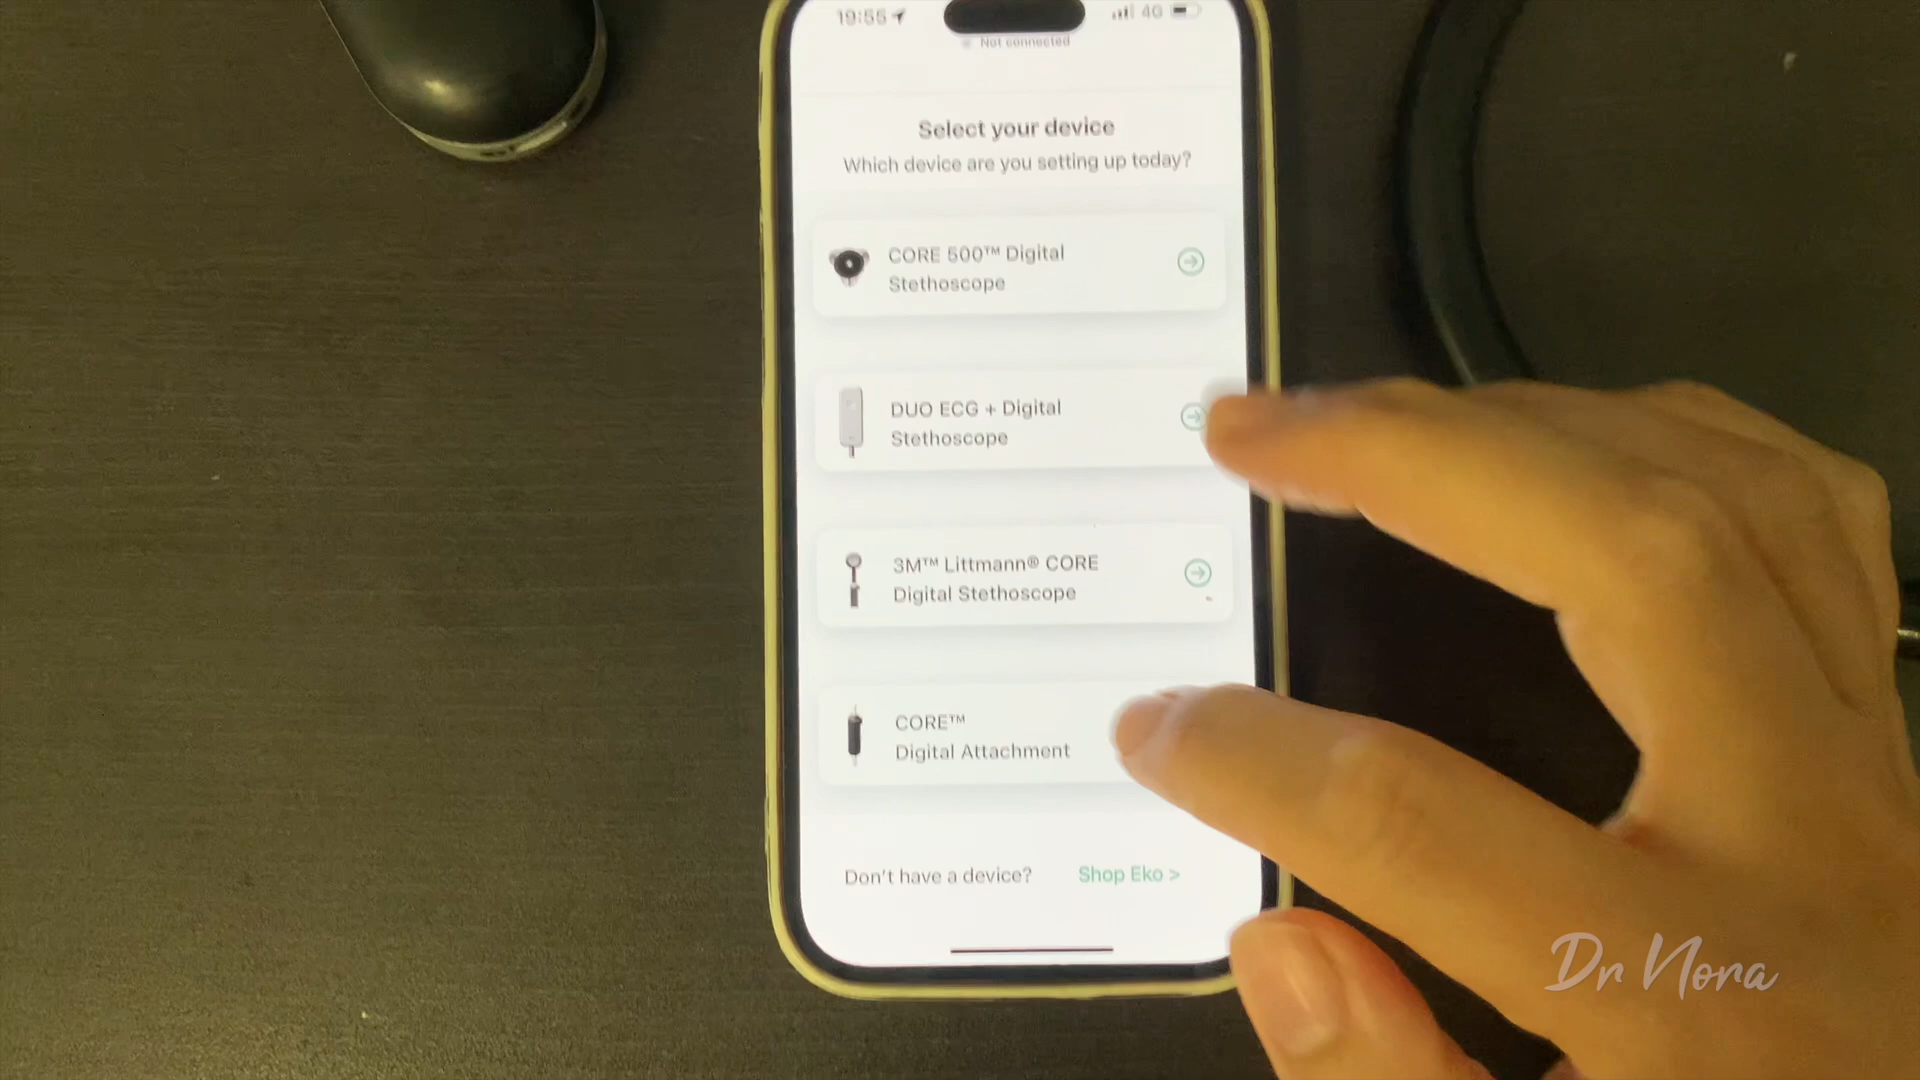 19:55
4G
Not connected
Select your device
Which device are you setting up today?
CORE 500™ Digital
Stethoscope
DUO ECG + Digital
Stethoscope
3M™ Littmann® CORE
Digital Stethoscope
CORE™
Digital Attachment
Don't have a device? Shop Eko >
Dr Nora